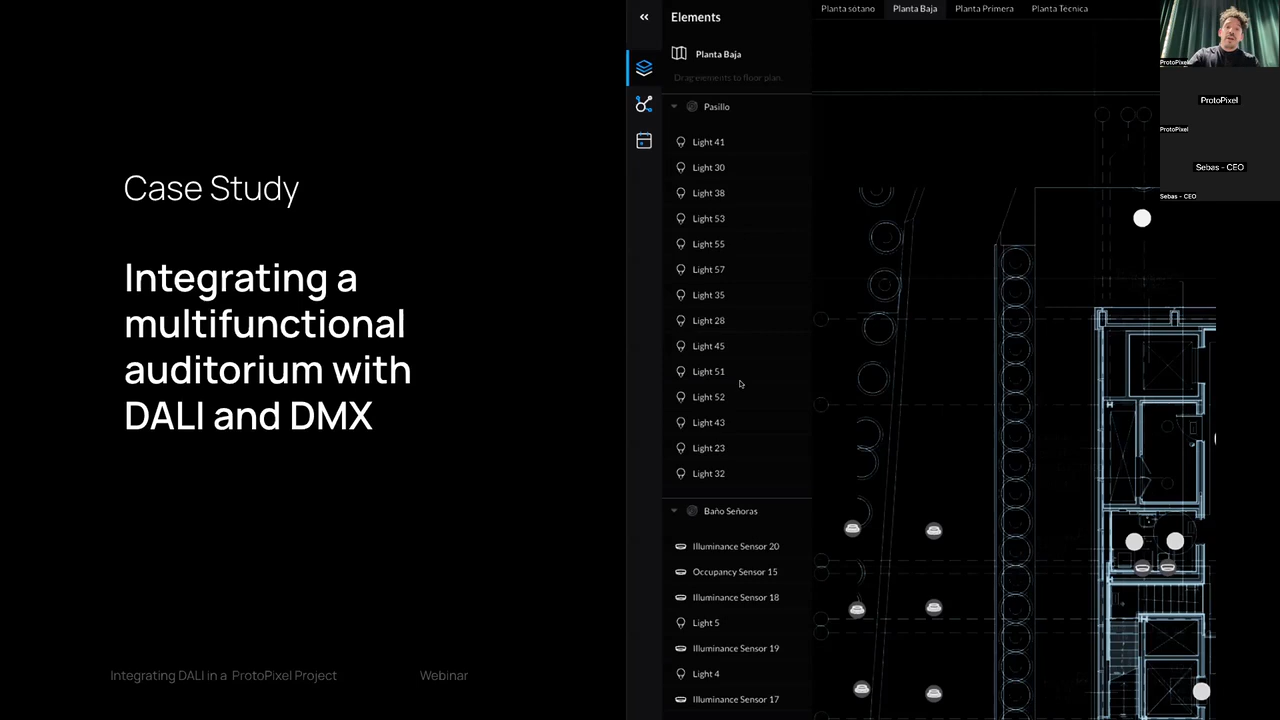 Case Study
Integrating a
multifunctional
auditorium with
DALI and DMX
Integrating DALI in a ProtoPixel Project
Webinar
Elements
Planta Baja
Drag elements to floor plan.
Pasillo
Light 41
Light 30
Light 38
Light 53
Light 55
Light 57
Light 35
Light 28
Light 45
Light 51
Light 52
Light 43
Light 23
Light 32
Baño Señoras
Illuminance Sensor 20
Occupancy Sensor 15
Illuminance Sensor 18
Light 5
Illuminance Sensor 19
Light 4
Illuminance Sensor 17
Planta sotano
Planta Baja
Planta Primera
Planta Tecnica
ProtoPixel
ProtoPixel
ProtoPixel
Sebas - CEO
Sebas - CEO